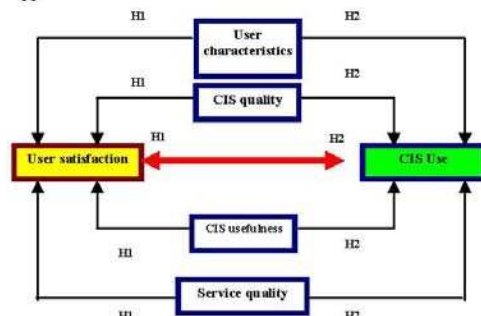 H1
H2
User
characteristics
H1
H2
CIS quality
H1
H2
User satisfaction
CIS Use
CIS usefulness
H1
H2
Service quality
H1
H2